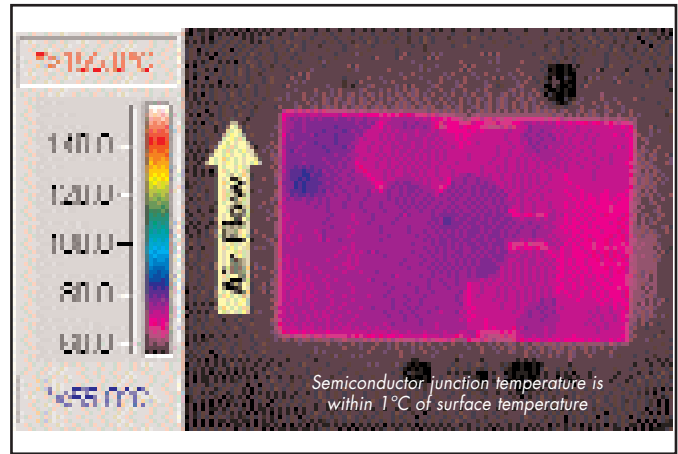 140.0
120.0
100.0
80.0
60.0
Air Flow
Semiconductor junction temperature is
within 1°C of surface temperature